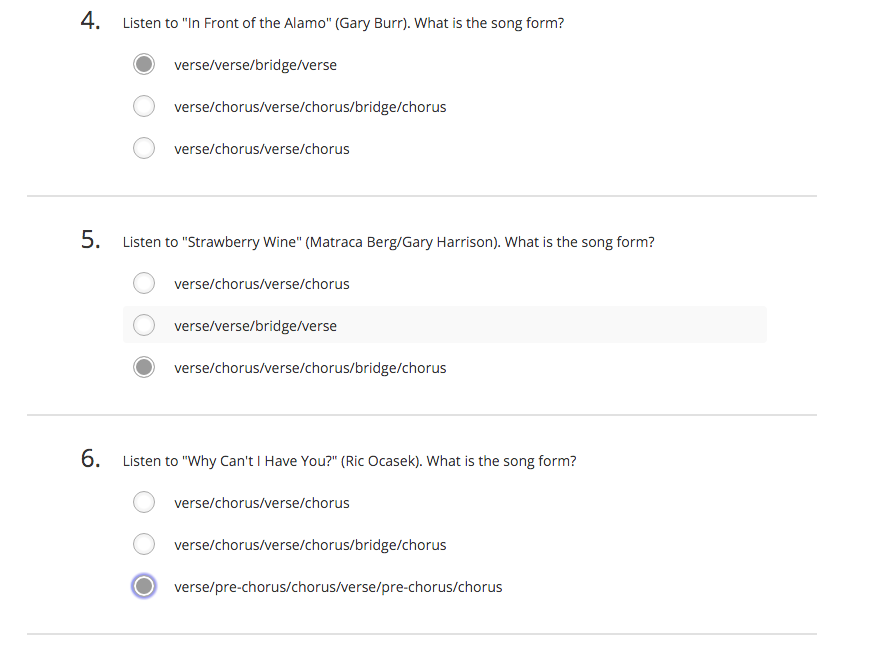 4. Listen to "In Front of the Alamo" (Gary Burr). What is the song form?
verse/verse/bridge/verse
verse/chorus/verse/chorus/bridge/chorus
verse/chorus/verse/chorus
5. Listen to "Strawberry Wine" (Matraca Berg/Gary Harrison). What is the song form?
verse/chorus/verse/chorus
verse/verse/bridge/verse
verse/chorus/verse/chorus/bridge/chorus
6. Listen to "Why Can't I Have You?" (Ric Ocasek). What is the song form?
verse/chorus/verse/chorus
verse/chorus/verse/chorus/bridge/chorus
verse/pre-chorus/chorus/verse/pre-chorus/chorus